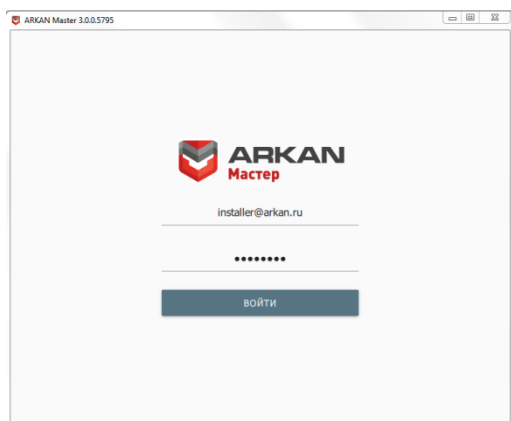 ARKAN Master 3.0.0.5795
ARKAN
Мастер
installer@arkan.ru
••••••••
ВОЙТИ